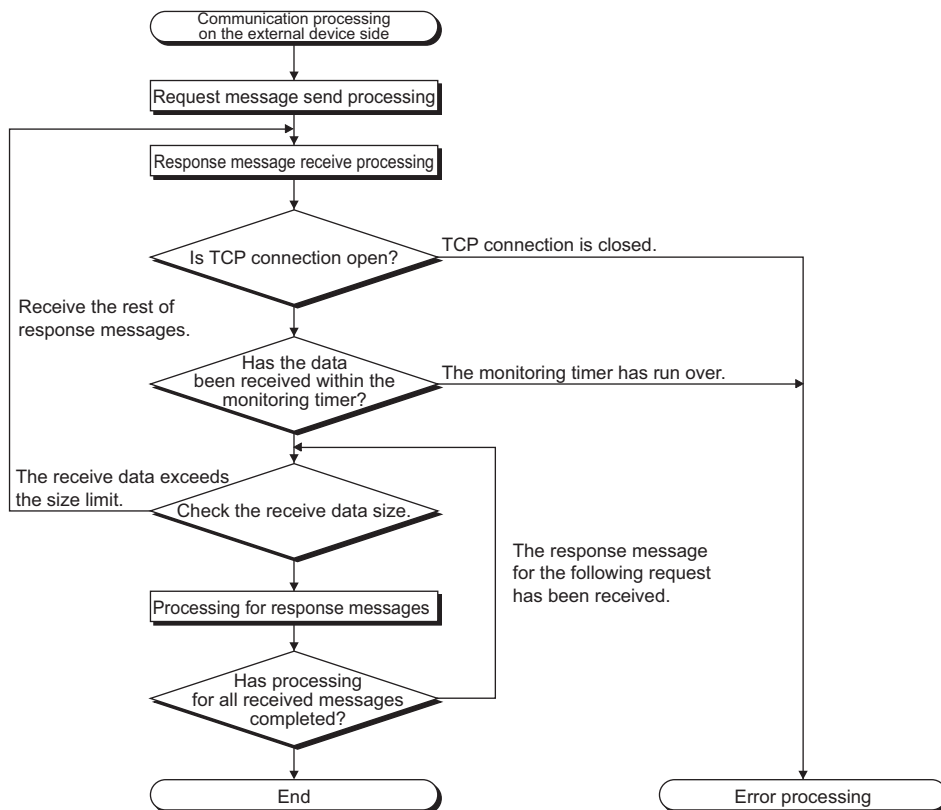 Communication processing
on the external device side
Request message send processing
Response message receive processing
Is TCP connection open?
TCP connection is closed.
Receive the rest of
response messages.
Has the data
been received within the
monitoring timer?
The monitoring timer has run over.
The receive data exceeds
the size limit.
Check the receive data size.
The response message
for the following request
has been received.
Processing for response messages
Has processing
for all received messages
completed?
End
Error processing